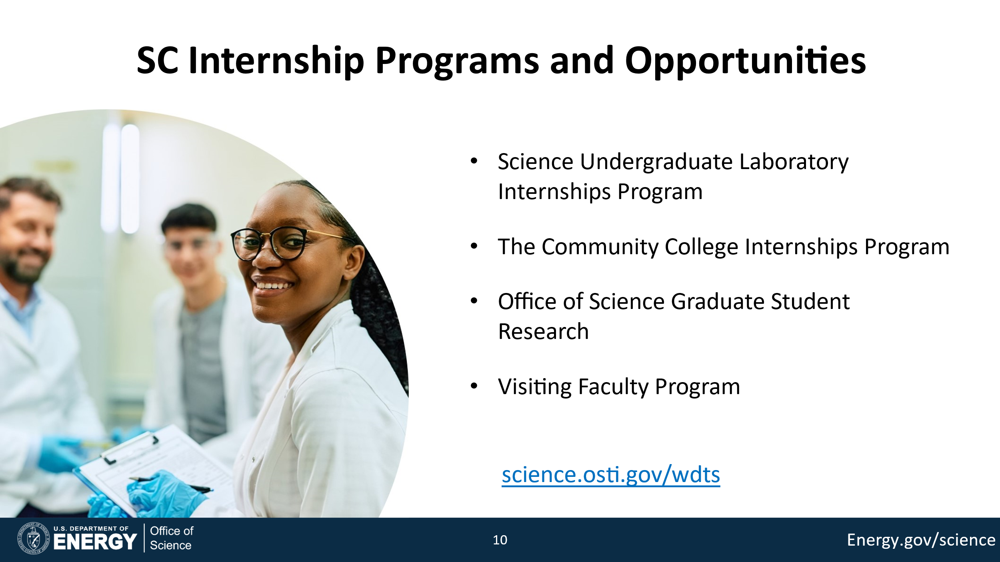 SC Internship Programs and Opportunities
• Science Undergraduate Laboratory
Internships Program
• The Community College Internships Program
• Office of Science Graduate Student
Research
• Visiting Faculty Program
science.osti.gov/wdts
U.S. DEPARTMENT OF
ENERGY
Office of
Science
10
Energy.gov/science